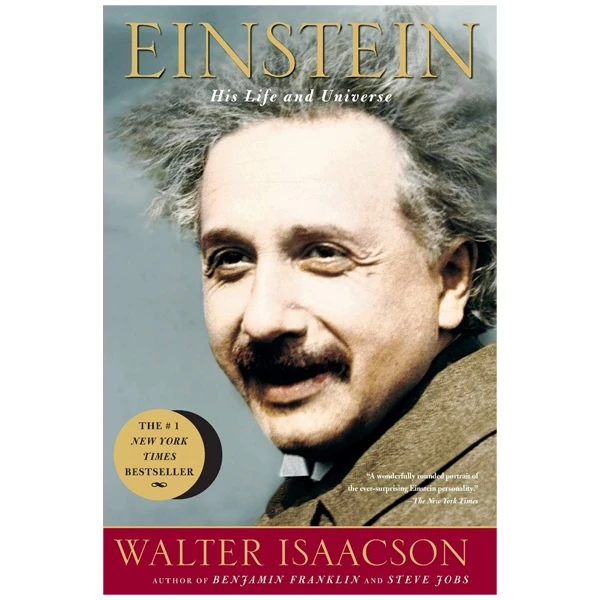 EINSTEIN
His Life and Universe
THE #1
NEW YORK
TIMES
BESTSELLER
“A wonderfully rounded portrait of
the ever-surprising Einstein personality.”
—The New York Times
WALTER ISAACSON
AUTHOR OF BENJAMIN FRANKLIN AND STEVE JOBS